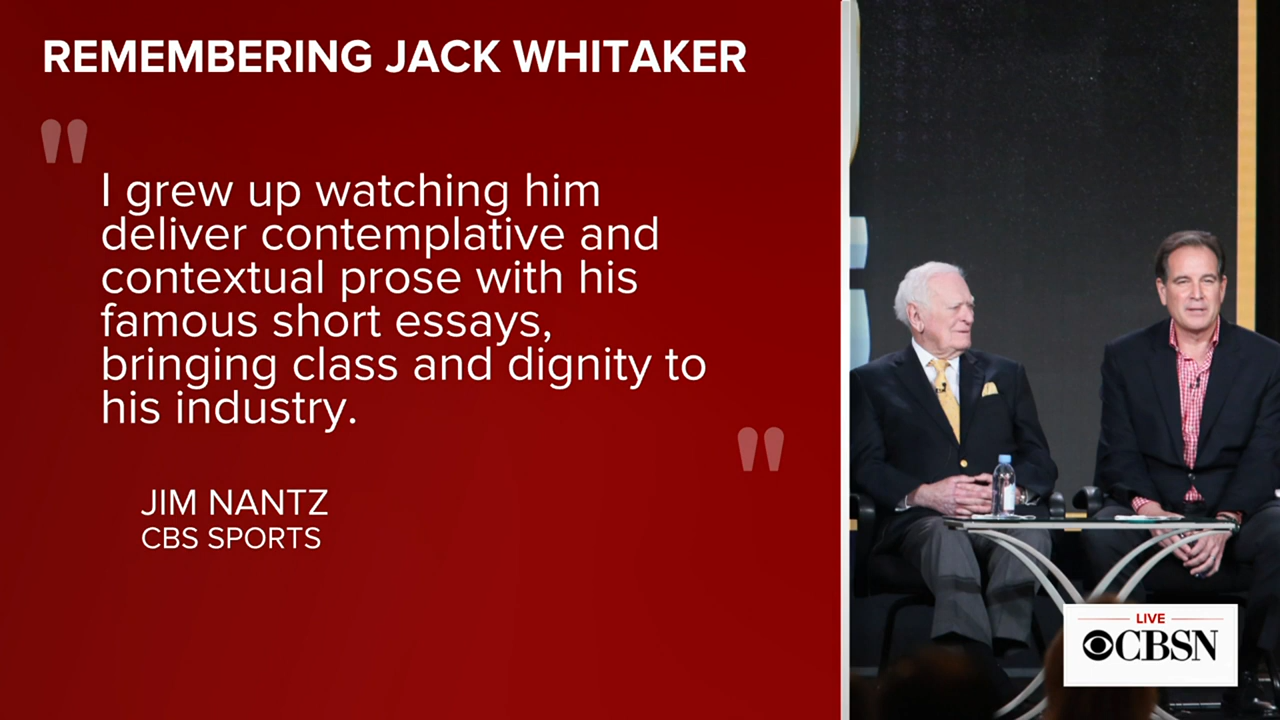 REMEMBERING JACK WHITAKER
"
I grew up watching him
deliver contemplative and
contextual prose with his
famous short essays,
bringing class and dignity to
his industry.
"
JIM NANTZ
CBS SPORTS
LIVE
CBSN